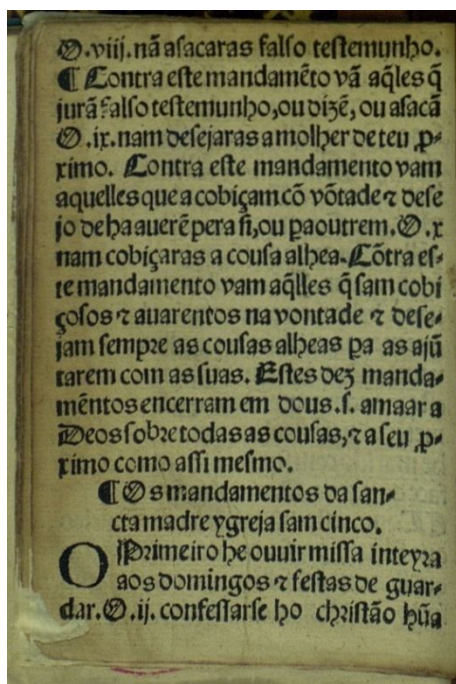 O.viij. nã asacaras falso testemunho.
¶ Contra este mandamẽto vã aq̃les q̃
jurã falso testemunho, ou dizẽ, ou asacã
O .ix. nam desejaras a molher de teu p̱-
ximo. Contra este mandamento vam
aquelles que a cobiçam cõ võtade ⁊ dese
jo de ha auerẽ pera si, ou p̱a outrem. O .x
nam cobiçaras a cousa alhea. Cõtra es-
te mandamento vam aq̃lles q̃ sam cobi
çosos ⁊ auarentos na vontade ⁊ dese-
jam sempre as cousas alheas p̱a as ajũ
tarem com as suas. Estes dez manda-
mẽntos encerram em dous .s. amaar a
Deos sobre todas as cousas, ⁊ a seu p̱-
ximo como assi mesmo.
¶ Os mandamentos da san-
cta madre ygreja sam cinco.
O Primeiro he ouuir missa inteyra
aos domingos ⁊ festas de guar-
dar. O .ij. confessarse ho christão hũa